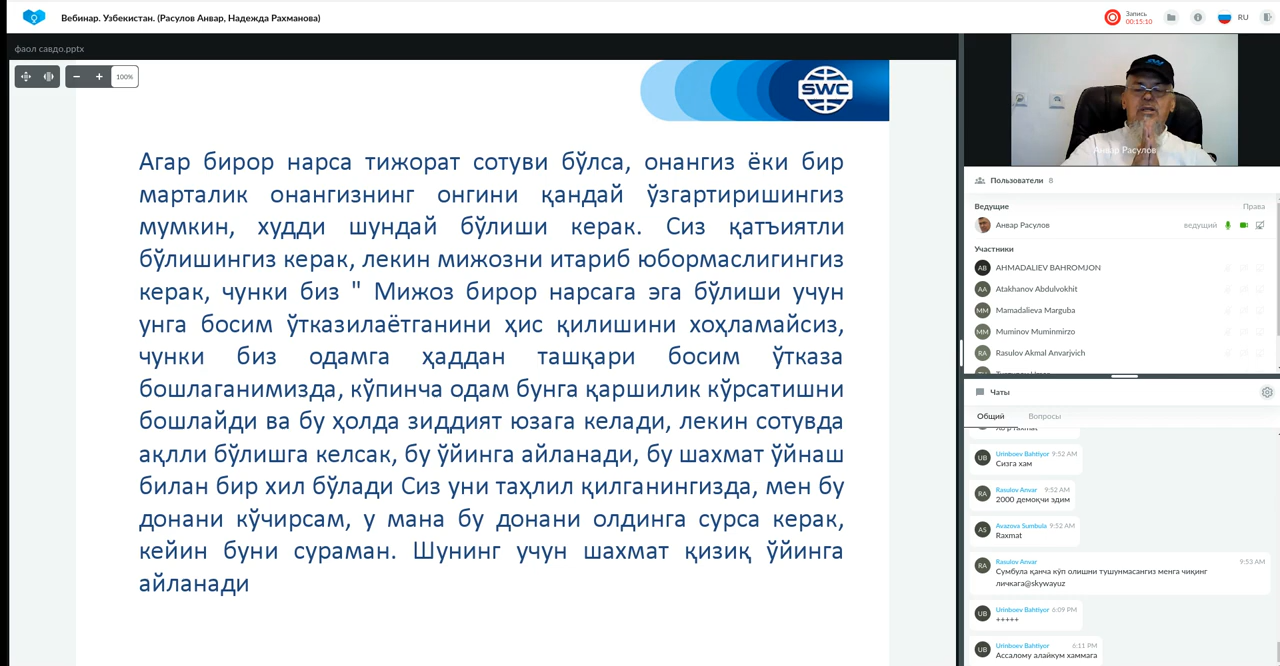 Вебинар. Узбекистан. (Расулов Анвар, Надежда Рахманова)
Запись
00:15:10
RU
фаол савдо.pptx
100%
SWC
Агар бирор нарса тижорат сотуви бўлса, онангиз ёки бир
марталик онангизнинг онгини қандай ўзгартиришингиз
мумкин, худди шундай бўлиши керак. Сиз қатъиятли
бўлишингиз керак, лекин мижозни итариб юбормаслигингиз
керак, чунки биз " Мижоз бирор нарсага эга бўлиши учун
унга босим ўтказилаётганини ҳис қилишини хоҳламайсиз,
чунки биз одамга ҳаддан ташқари босим ўтказа
бошлаганимизда, кўпинча одам бунга қаршилик кўрсатишни
бошлайди ва бу ҳолда зиддият юзага келади, лекин сотувда
ақлли бўлишга келсак, бу ўйинга айланади, бу шахмат ўйнаш
билан бир хил бўлади Сиз уни таҳлил қилганингизда, мен бу
донани кўчирсам, у мана бу донани олдинга сурса керак,
кейин буни сураман. Шунинг учун шахмат қизиқ ўйинга
айланади
Анвар Расулов
Пользователи 8
Ведущие Права
Анвар Расулов ведущий
Участники
AB AHMADALIEV BAHROMJON
AA Atakhanov Abdulvokhit
MM Mamadalieva Marguba
MM Muminov Muminmirzo
RA Rasulov Akmal Anvarjvich
Чаты
Общий Вопросы
UB Urinboev Bahtiyor 9:52 AM
Сизга хам
RA Rasulov Anvar 9:52 AM
2000 демоқчи эдим
AS Avazova Sumbula 9:52 AM
Raxmat
RA Rasulov Anvar 9:53 AM
Сумбула қанча кўп олишни тушунмасангиз менга чиқинг
личкага@skywayuz
UB Urinboev Bahtiyor 6:09 PM
+++++
UB Urinboev Bahtiyor 6:11 PM
Ассалому алайкум хаммага